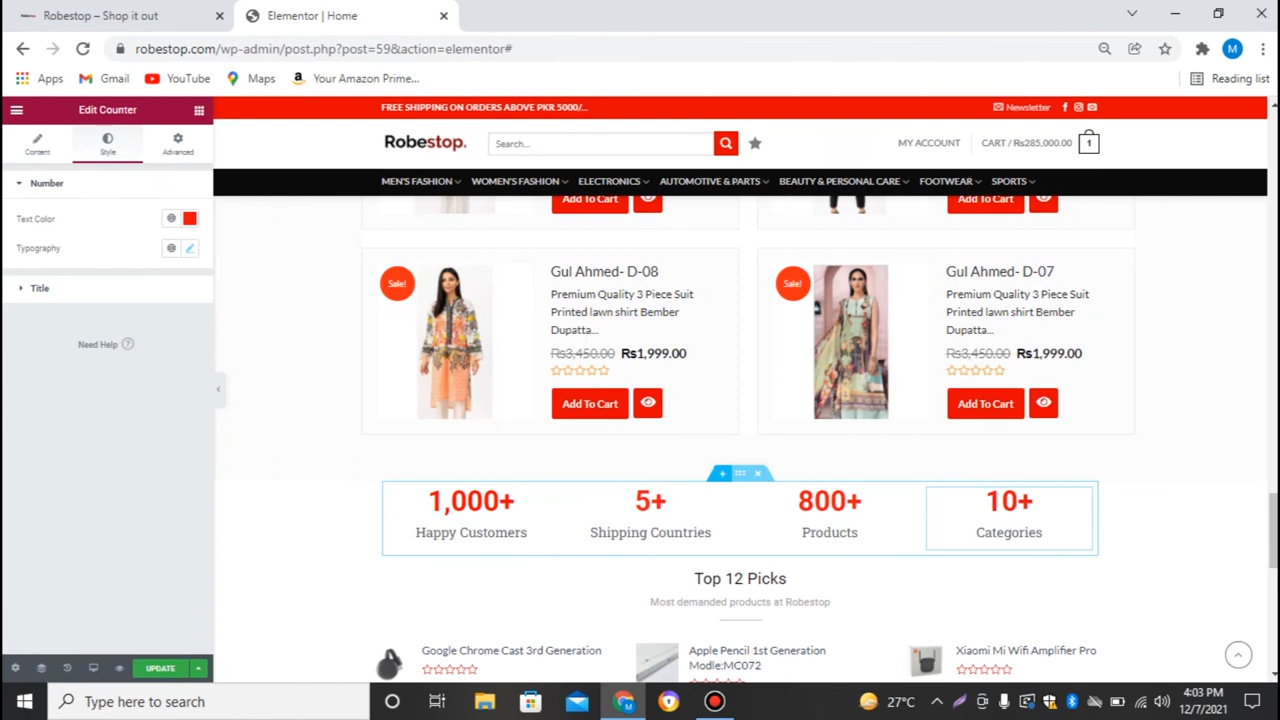 Robestop – Shop it out
Elementor | Home
robestop.com/wp-admin/post.php?post=59&action=elementor#
M
Apps
Gmail
YouTube
Maps
Your Amazon Prime...
Reading list
Edit Counter
Content
Style
Advanced
Number
Text Color
Typography
Title
Need Help
UPDATE
FREE SHIPPING ON ORDERS ABOVE PKR 5000/...
Newsletter
Robestop.
Search...
MY ACCOUNT
CART / Rs285,000.00
1
MEN'S FASHION
WOMEN'S FASHION
ELECTRONICS
AUTOMOTIVE & PARTS
BEAUTY & PERSONAL CARE
FOOTWEAR
SPORTS
Add To Cart
Add To Cart
Sale!
Gul Ahmed- D-08
Premium Quality 3 Piece Suit
Printed lawn shirt Bember
Dupatta...
Rs3,450.00 Rs1,999.00
Add To Cart
Sale!
Gul Ahmed- D-07
Premium Quality 3 Piece Suit
Printed lawn shirt Bember
Dupatta...
Rs3,450.00 Rs1,999.00
Add To Cart
1,000+
Happy Customers
5+
Shipping Countries
800+
Products
10+
Categories
Top 12 Picks
Most demanded products at Robestop
Google Chrome Cast 3rd Generation
Apple Pencil 1st Generation
Modle:MC072
Xiaomi Mi Wifi Amplifier Pro
Type here to search
M
27°C
4:03 PM
12/7/2021